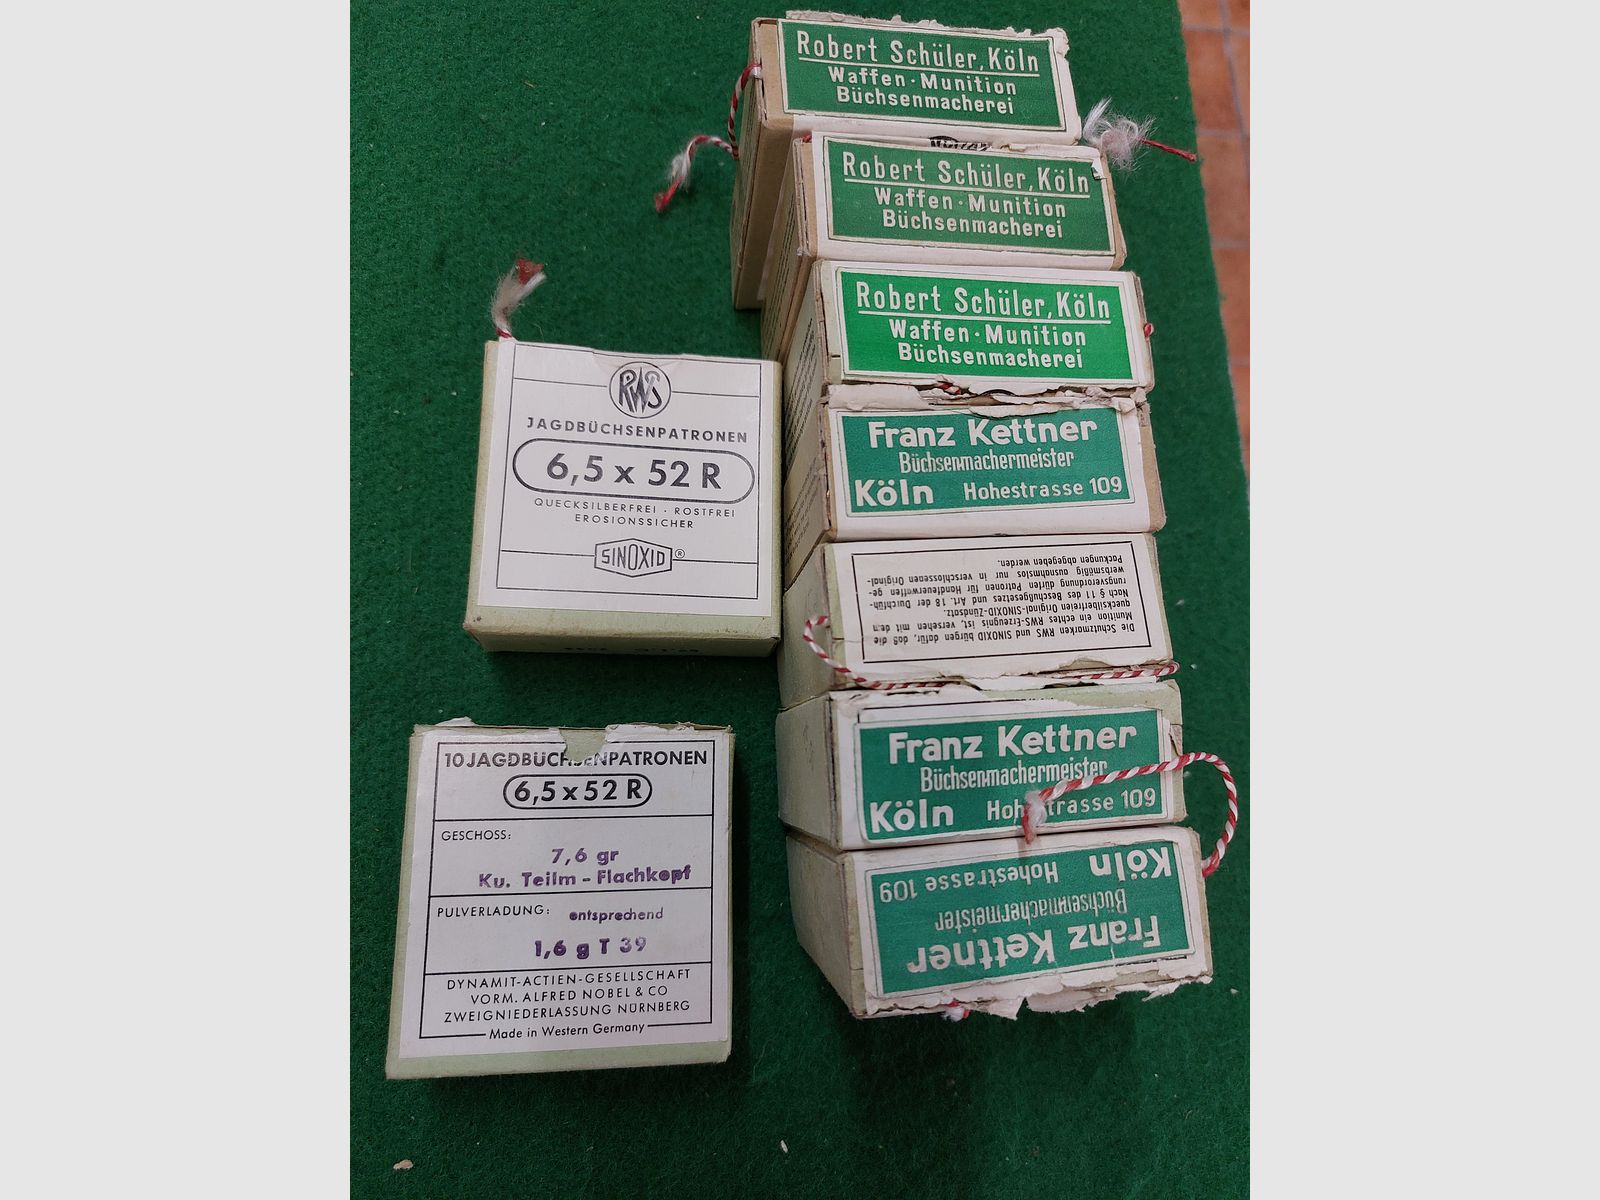 Robert Schüler, Köln
Waffen · Munition
Büchsenmacherei
Robert Schüler, Köln
Waffen · Munition
Büchsenmacherei
Robert Schüler, Köln
Waffen · Munition
Büchsenmacherei
RWS
JAGDBÜCHSENPATRONEN
6,5 x 52 R
QUECKSILBERFREI · ROSTFREI
EROSIONSSICHER
SINOXID ®
Franz Kettner
Büchsenmachermeister
Köln Hohestrasse 109
Die Schutzmarken RWS und SINOXID bürgen dafür, daß die
Munition ein echtes RWS-Erzeugnis ist, versehen mit dem
quecksilberfreien Original-SINOXID-Zündsatz.
Nach § 11 des Beschußgesetzes und Art. 18 der Durchfüh-
rungsverordnung dürfen Patronen für Handfeuerwaffen ge-
werbsmäßig ausnahmslos nur in verschlossenen Original-
Packungen abgegeben werden.
Franz Kettner
Büchsenmachermeister
Köln Hohestrasse 109
Franz Kettner
Büchsenmachermeister
Köln Hohestrasse 109
10 JAGDBÜCHSENPATRONEN
6,5 x 52 R
GESCHOSS:
7,6 gr
Ku. Teilm - Flachkopf
PULVERLADUNG: entsprechend
1,6 g T 39
DYNAMIT-ACTIEN-GESELLSCHAFT
VORM. ALFRED NOBEL & CO
ZWEIGNIEDERLASSUNG NÜRNBERG
Made in Western Germany